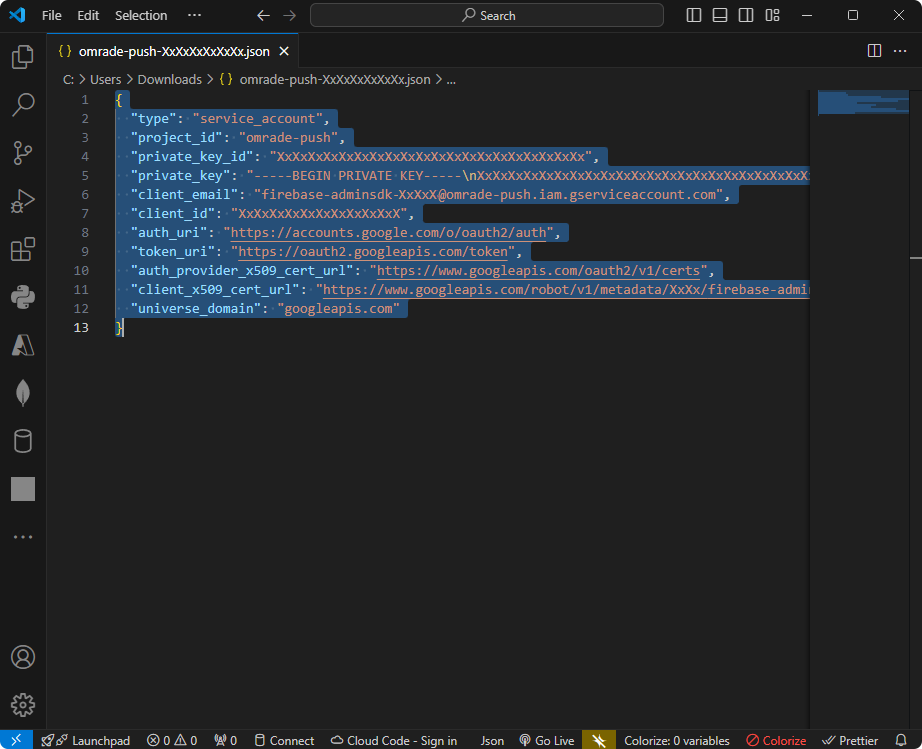 File Edit Selection ··· Search
{} omrade-push-XxXxXxXxXxXx.json
C: > Users > Downloads > {} omrade-push-XxXxXxXxXxXx.json > ...
1 {
2 "type": "service_account",
3 "project_id": "omrade-push",
4 "private_key_id": "XxXxXxXxXxXxXxXxXxXxXxXxXxXxXxXxXxXxXxXx",
5 "private_key": "-----BEGIN PRIVATE KEY-----\nXxXxXxXxXxXxXxXxXxXxXxXxXxXxXxXxXxXxXxXxXxX
6 "client_email": "firebase-adminsdk-XxXxX@omrade-push.iam.gserviceaccount.com",
7 "client_id": "XxXxXxXxXxXxXxXxXxXxX",
8 "auth_uri": "https://accounts.google.com/o/oauth2/auth",
9 "token_uri": "https://oauth2.googleapis.com/token",
10 "auth_provider_x509_cert_url": "https://www.googleapis.com/oauth2/v1/certs",
11 "client_x509_cert_url": "https://www.googleapis.com/robot/v1/metadata/XxXx/firebase-admi
12 "universe_domain": "googleapis.com"
13 }
Launchpad 0 0 0 Connect Cloud Code - Sign in Json Go Live Colorize: 0 variables Colorize Prettier